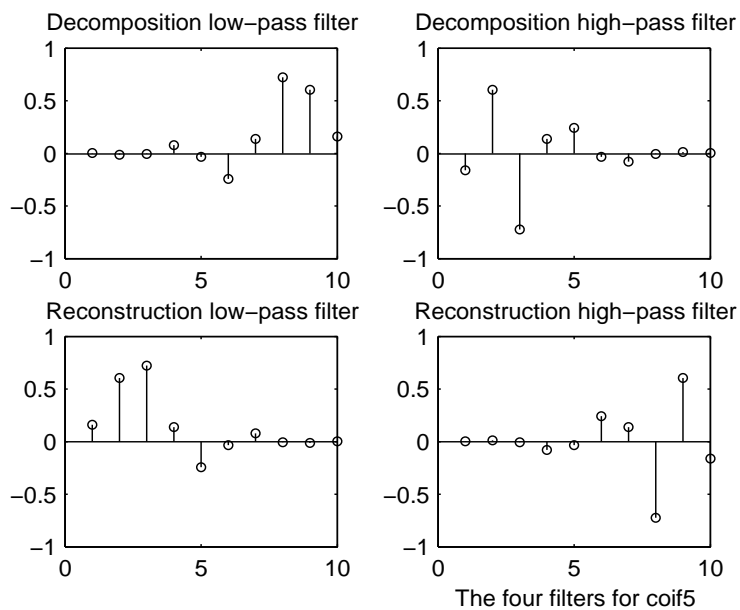 Decomposition low−pass filter
1
0.5
0
−0.5
−1
0 5 10
Decomposition high−pass filter
1
0.5
0
−0.5
−1
0 5 10
Reconstruction low−pass filter
1
0.5
0
−0.5
−1
0 5 10
Reconstruction high−pass filter
1
0.5
0
−0.5
−1
0 5 10
The four filters for coif5